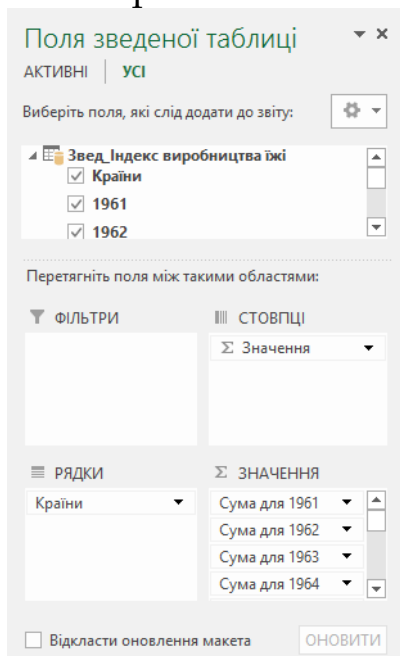 Поля зведеної таблиці
АКТИВНІ УСІ
Виберіть поля, які слід додати до звіту:
Звед_Індекс виробництва їжі
Країни
1961
1962
Перетягніть поля між такими областями:
ФІЛЬТРИ
СТОВПЦІ
Σ Значення
РЯДКИ
Країни
Σ ЗНАЧЕННЯ
Сума для 1961
Сума для 1962
Сума для 1963
Сума для 1964
Відкласти оновлення макета
ОНОВИТИ